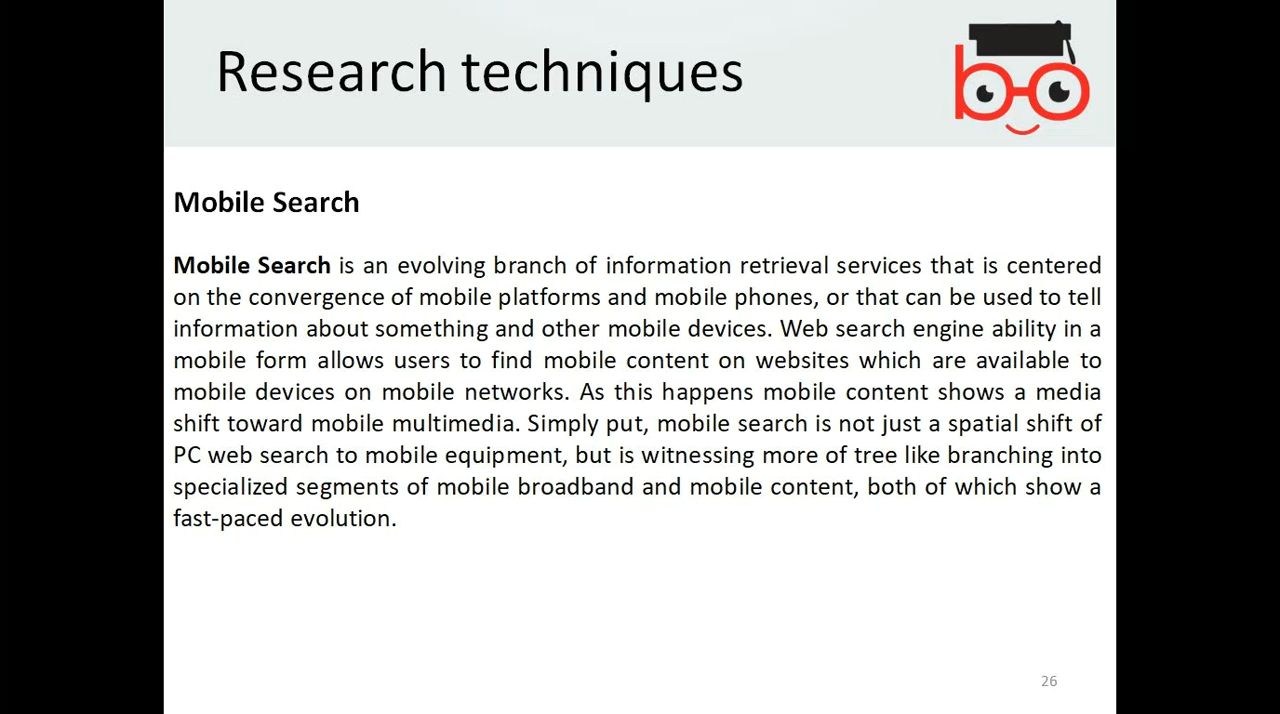 Research techniques
Mobile Search
Mobile Search is an evolving branch of information retrieval services that is centered
on the convergence of mobile platforms and mobile phones, or that can be used to tell
information about something and other mobile devices. Web search engine ability in a
mobile form allows users to find mobile content on websites which are available to
mobile devices on mobile networks. As this happens mobile content shows a media
shift toward mobile multimedia. Simply put, mobile search is not just a spatial shift of
PC web search to mobile equipment, but is witnessing more of tree like branching into
specialized segments of mobile broadband and mobile content, both of which show a
fast-paced evolution.
26